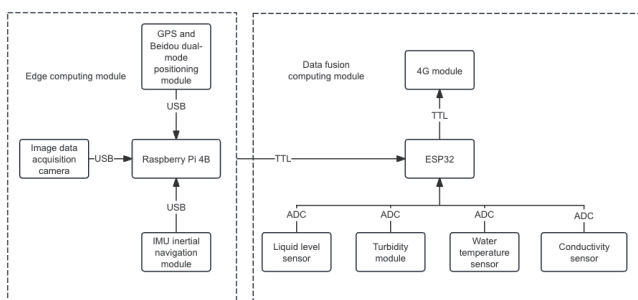 Edge computing module
GPS and
Beidou dual-
mode
positioning
module
USB
Image data
acquisition
camera
USB
Raspberry Pi 4B
USB
IMU inertial
navigation
module
TTL
Data fusion
computing module
4G module
TTL
ESP32
ADC
ADC
ADC
ADC
Liquid level
sensor
Turbidity
module
Water
temperature
sensor
Conductivity
sensor